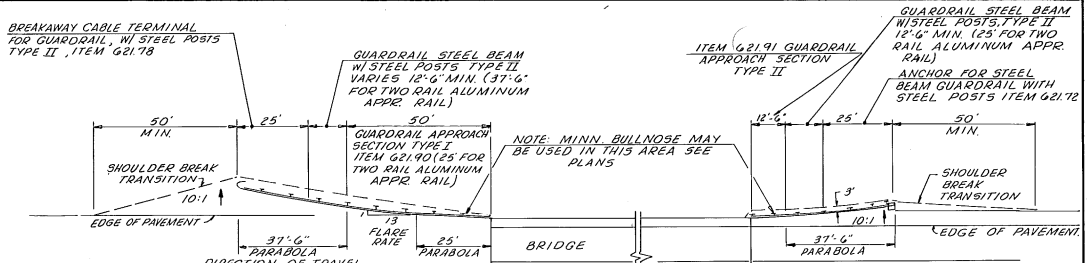 BREAKAWAY CABLE TERMINAL
FOR GUARDRAIL, W/ STEEL POSTS
TYPE II, ITEM 621.78
GUARDRAIL STEEL BEAM
W/ STEEL POSTS TYPE II
VARIES 12'-6" MIN. (37'-6"
FOR TWO RAIL ALUMINUM
APPR. RAIL)
ITEM 621.91 GUARDRAIL
APPROACH SECTION
TYPE II
GUARDRAIL STEEL BEAM
W/STEEL POSTS, TYPE II
12'-6" MIN. (25' FOR TWO
RAIL ALUMINUM APPR.
RAIL)
ANCHOR FOR STEEL
BEAM GUARDRAIL WITH
STEEL POSTS ITEM 621.72
50'
MIN.
25'
50'
GUARDRAIL APPROACH
SECTION TYPE I
ITEM 621.90 (25' FOR
TWO RAIL ALUMINUM
APPR. RAIL)
NOTE: MINN. BULLNOSE MAY
BE USED IN THIS AREA SEE
PLANS
12'-6"
25'
50'
MIN.
SHOULDER BREAK
TRANSITION
10:1
EDGE OF PAVEMENT
1
13
FLARE
RATE
37'-6"
PARABOLA
25'
PARABOLA
DIRECTION OF TRAVEL
BRIDGE
3'
10:1
37'-6"
PARABOLA
SHOULDER
BREAK
TRANSITION
EDGE OF PAVEMENT